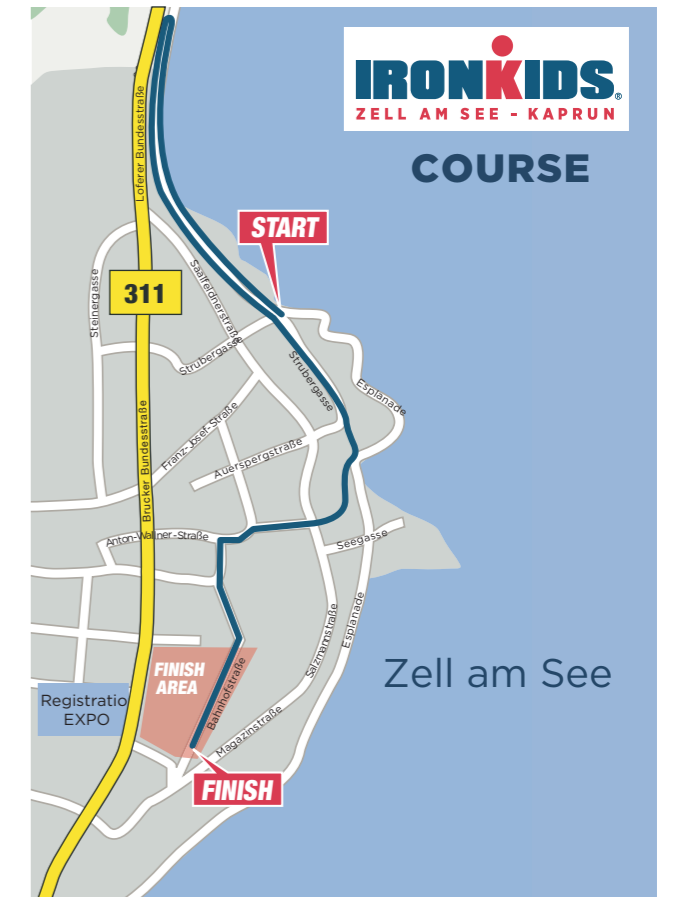 IRONKIDS®
ZELL AM SEE - KAPRUN
COURSE
Loferer Bundesstraße
START
311
Steinergasse
Saalfeldnerstraße
Strubergasse
Strubergasse
Esplanade
Brucker Bundesstraße
Franz-Josef-Straße
Auerspergstraße
Anton-Wallner-Straße
Seegasse
Salzmannstraße
Esplanade
FINISH
AREA
Zell am See
Bahnhofstraße
Registratio
EXPO
Magazinstraße
FINISH